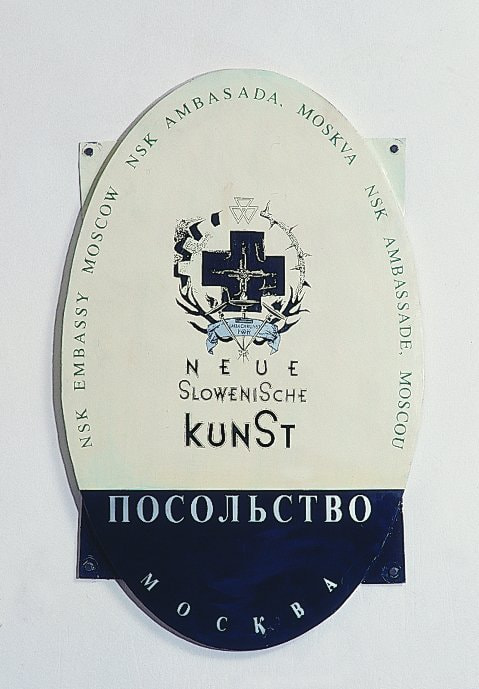 NSK EMBASSY MOSCOW NSK AMBASADA, MOSKVA NSK AMBASSADE, MOSCOU
NEUE
SLOWENISCHE
KUNST
ПОСОЛЬСТВО
МОСКВА